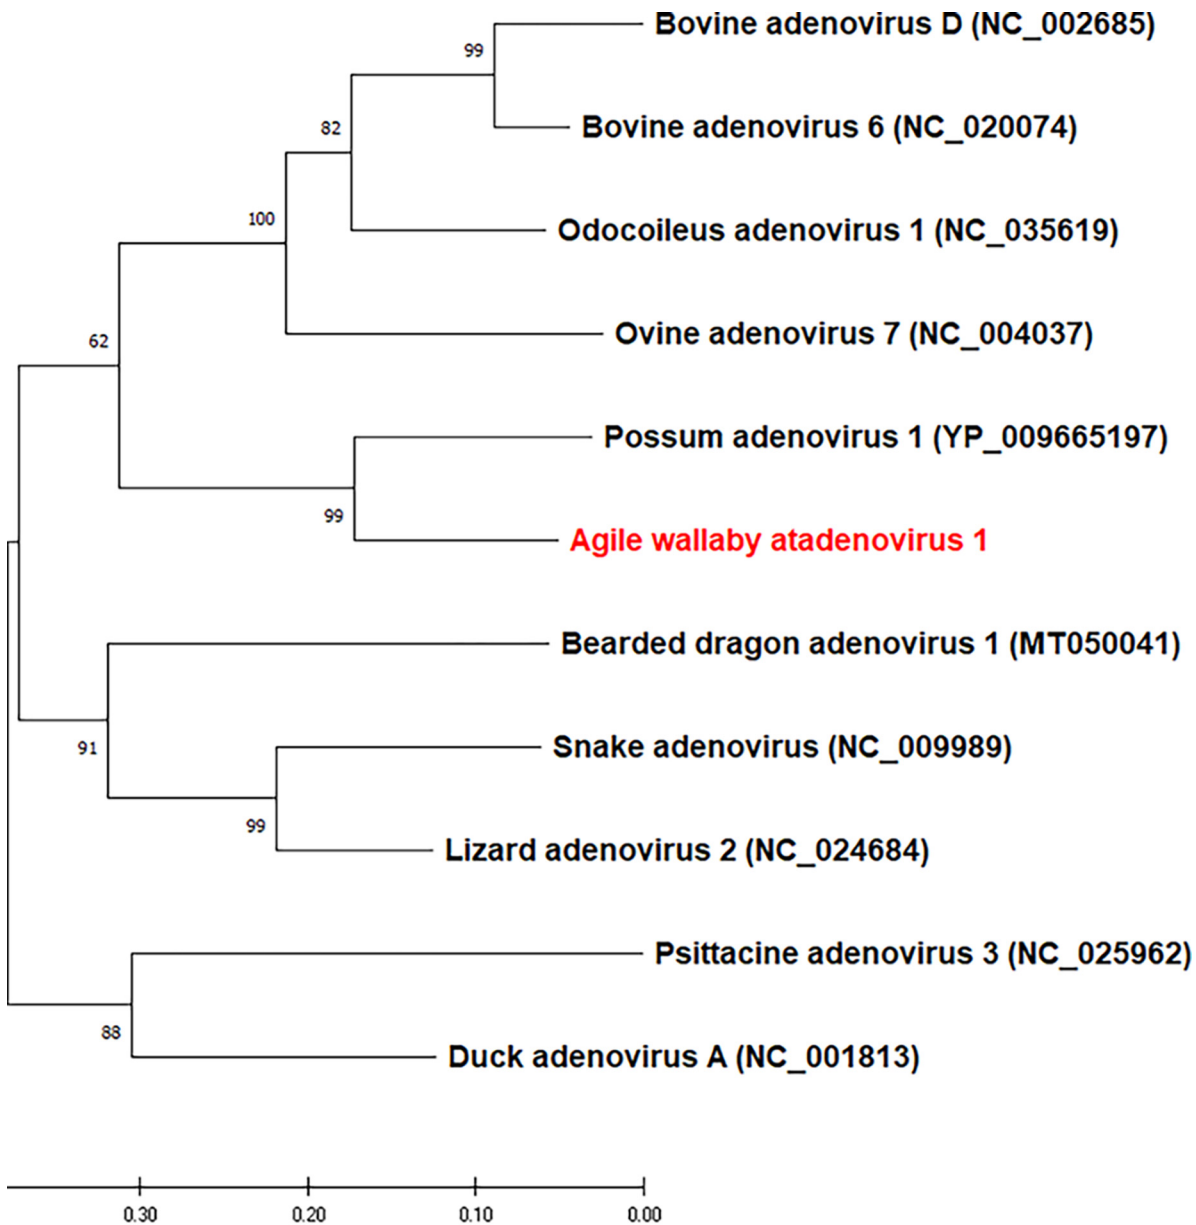 Bovine adenovirus D (NC_002685)
99
Bovine adenovirus 6 (NC_020074)
82
Odocoileus adenovirus 1 (NC_035619)
100
Ovine adenovirus 7 (NC_004037)
62
Possum adenovirus 1 (YP_009665197)
99
Agile wallaby atadenovirus 1
Bearded dragon adenovirus 1 (MT050041)
91
Snake adenovirus (NC_009989)
99
Lizard adenovirus 2 (NC_024684)
Psittacine adenovirus 3 (NC_025962)
88
Duck adenovirus A (NC_001813)
0.30 0.20 0.10 0.00